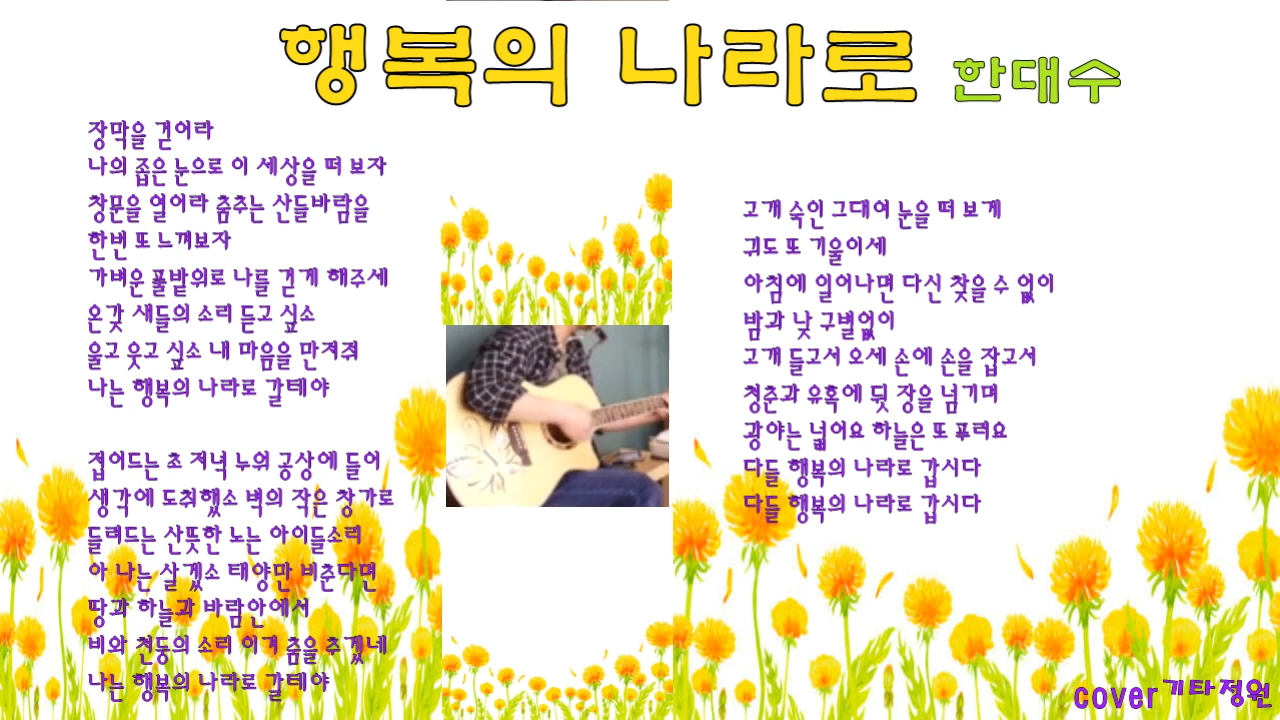 행복의 나라로 한대수
장막을 걷어라
나의 좁은 눈으로 이 세상을 떠 보자
창문을 열어라 춤추는 산들바람을
한번 또 느껴보자
가벼운 풀밭위로 나를 걷게 해주세
온갖 새들의 소리 듣고 싶소
울고 웃고 싶소 내 마음을 만져줘
나는 행복의 나라로 갈테야
접어드는 초 저녁 누워 공상에 들어
생각에 도취했소 벽의 작은 창가로
들려드는 산뜻한 노는 아이들소리
아 나는 살겠소 태양만 비춘다면
땅과 하늘과 바람안에서
비와 천둥의 소리 이겨 춤을 추겠네
나는 행복의 나라로 갈테야
고개 숙인 그대여 눈을 떠 보게
귀도 또 기울이세
아침에 일어나면 다신 찾을 수 없이
밤과 낮 구별없이
고개 들고서 오세 손에 손을 잡고서
청춘과 유혹에 뒷 장을 넘기며
광야는 넓어요 하늘은 또 푸러요
다들 행복의 나라로 갑시다
다들 행복의 나라로 갑시다
cover 기타정원